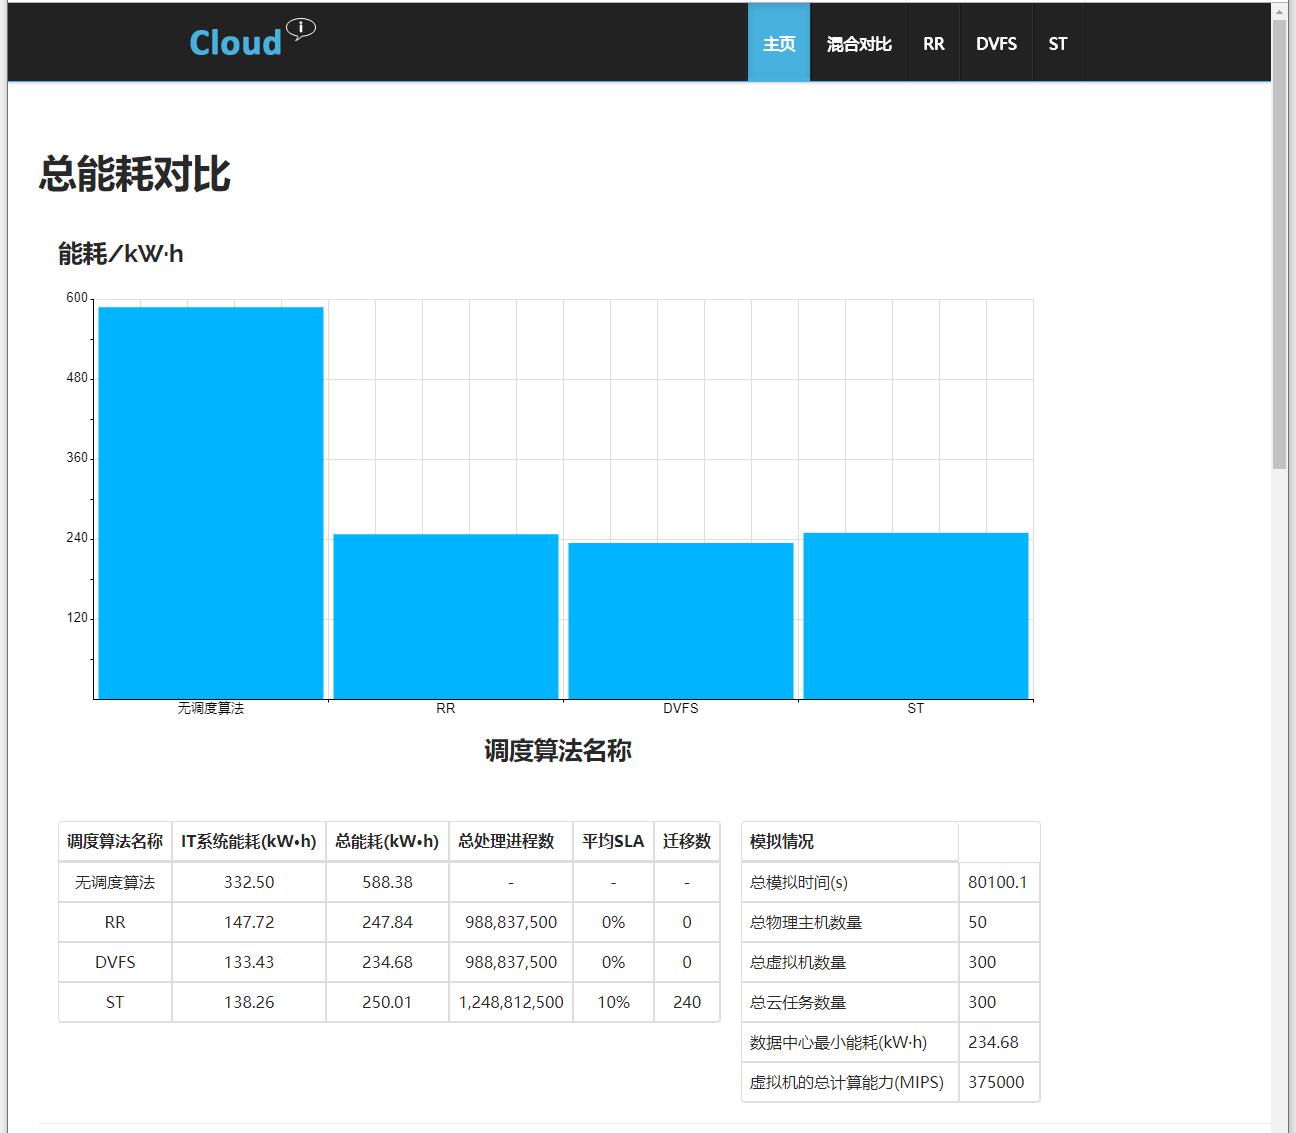 Cloud i
主页 混合对比 RR DVFS ST
总能耗对比
能耗/kW·h
600
480
360
240
120
无调度算法 RR DVFS ST
调度算法名称
调度算法名称 IT系统能耗(kW•h) 总能耗(kW•h) 总处理进程数 平均SLA 迁移数
无调度算法 332.50 588.38 - - -
RR 147.72 247.84 988,837,500 0% 0
DVFS 133.43 234.68 988,837,500 0% 0
ST 138.26 250.01 1,248,812,500 10% 240
模拟情况
总模拟时间(s) 80100.1
总物理主机数量 50
总虚拟机数量 300
总云任务数量 300
数据中心最小能耗(kW·h) 234.68
虚拟机的总计算能力(MIPS) 375000